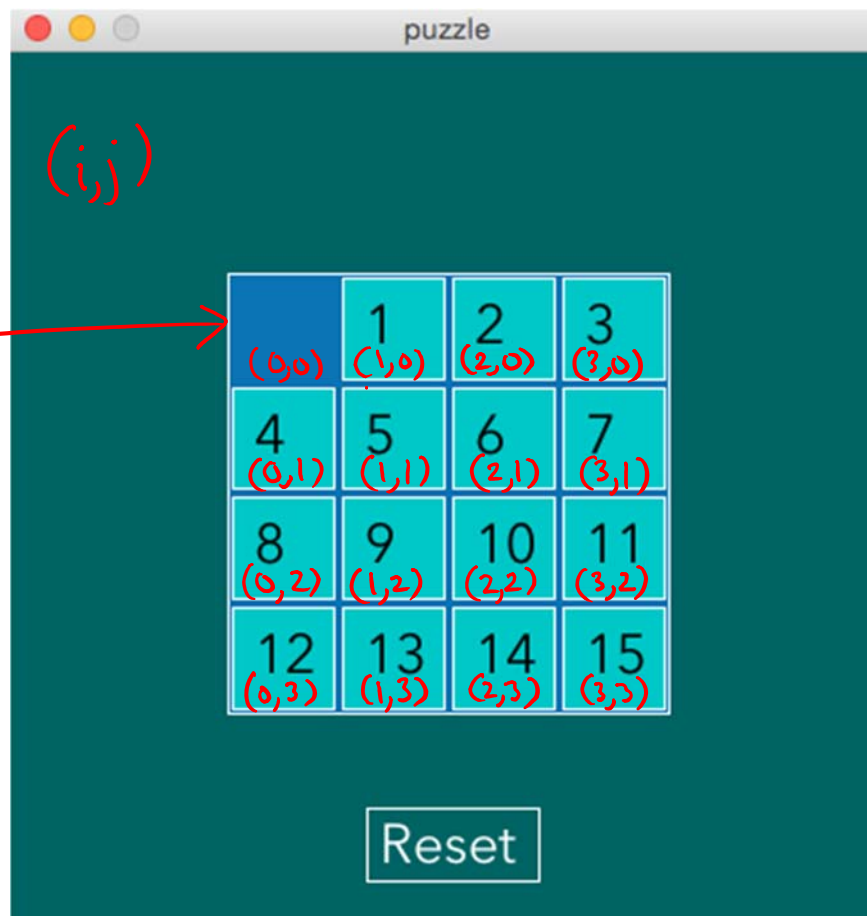 puzzle
(i,j)
1 2 3
(0,0) (1,0) (2,0) (3,0)
4 5 6 7
(0,1) (1,1) (2,1) (3,1)
8 9 10 11
(0,2) (1,2) (2,2) (3,2)
12 13 14 15
(0,3) (1,3) (2,3) (3,3)
Reset